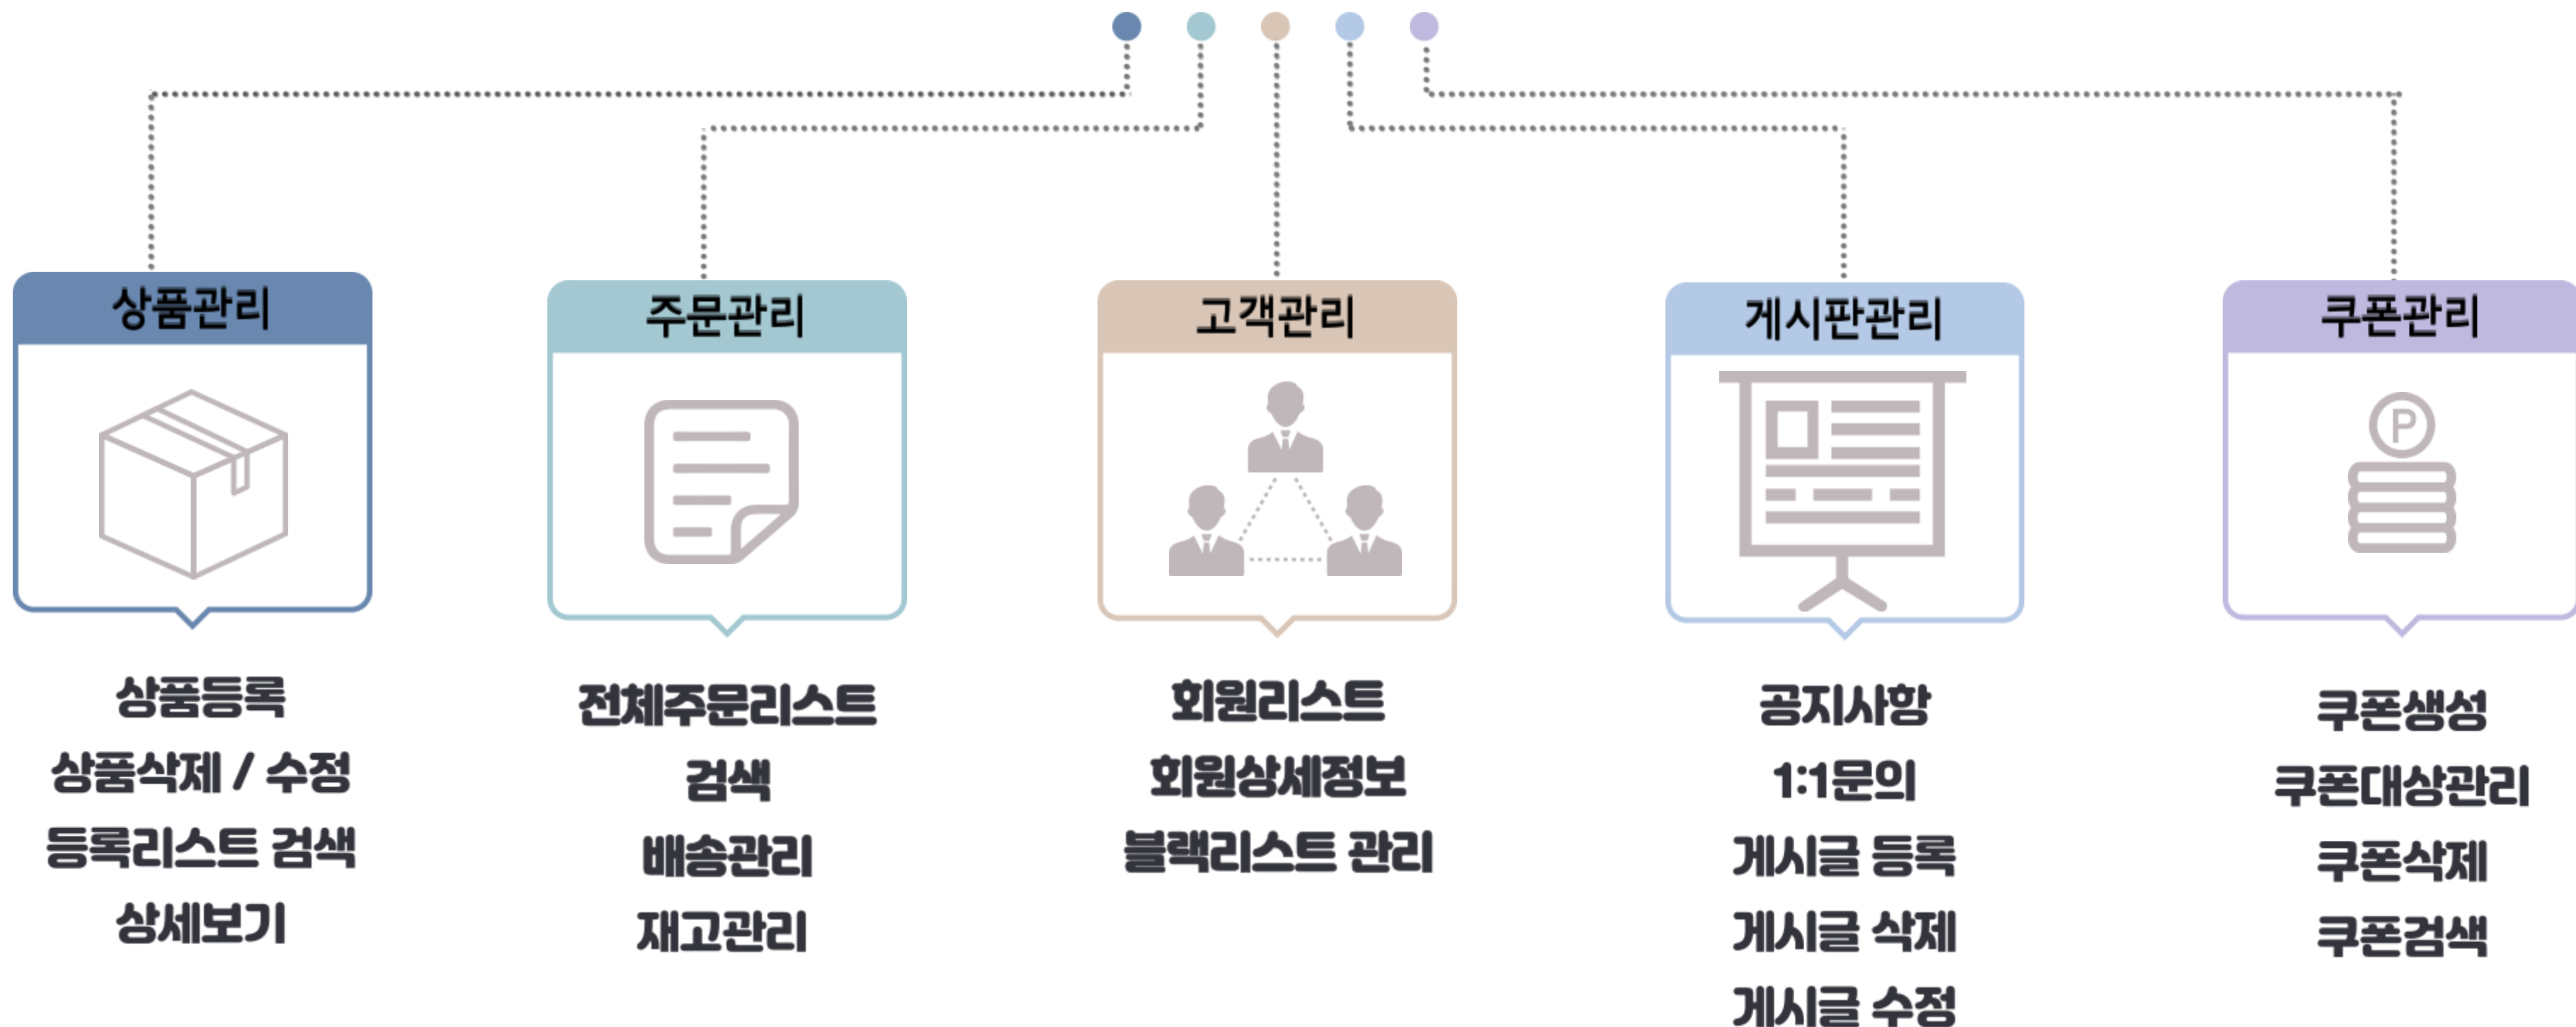 상품관리
상품등록
상품삭제 / 수정
등록리스트 검색
상세보기
주문관리
전체주문리스트
검색
배송관리
재고관리
고객관리
회원리스트
회원상세정보
블랙리스트 관리
게시판관리
공지사항
1:1문의
게시글 등록
게시글 삭제
게시글 수정
쿠폰관리
P
쿠폰생성
쿠폰대상관리
쿠폰삭제
쿠폰검색